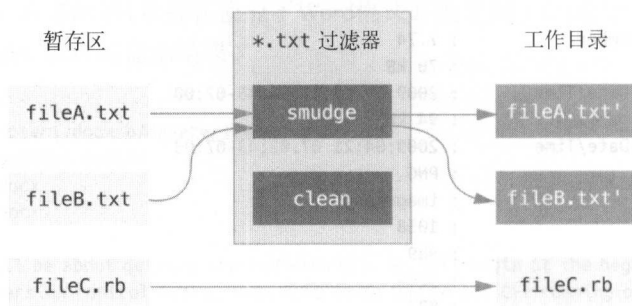 暂存区
*.txt 过滤器
工作目录
fileA.txt
smudge
fileA.txt'
fileB.txt
clean
fileB.txt'
fileC.rb
fileC.rb